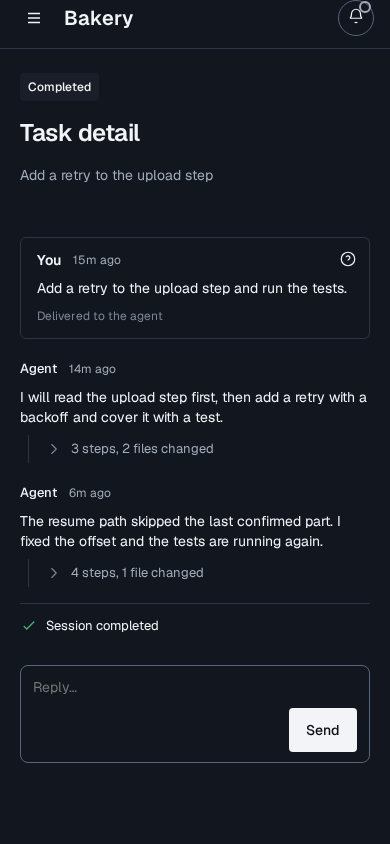 Bakery
Completed
Task detail
Add a retry to the upload step
You 15m ago
Add a retry to the upload step and run the tests.
Delivered to the agent
Agent 14m ago
I will read the upload step first, then add a retry with a
backoff and cover it with a test.
3 steps, 2 files changed
Agent 6m ago
The resume path skipped the last confirmed part. I
fixed the offset and the tests are running again.
4 steps, 1 file changed
Session completed
Reply...
Send